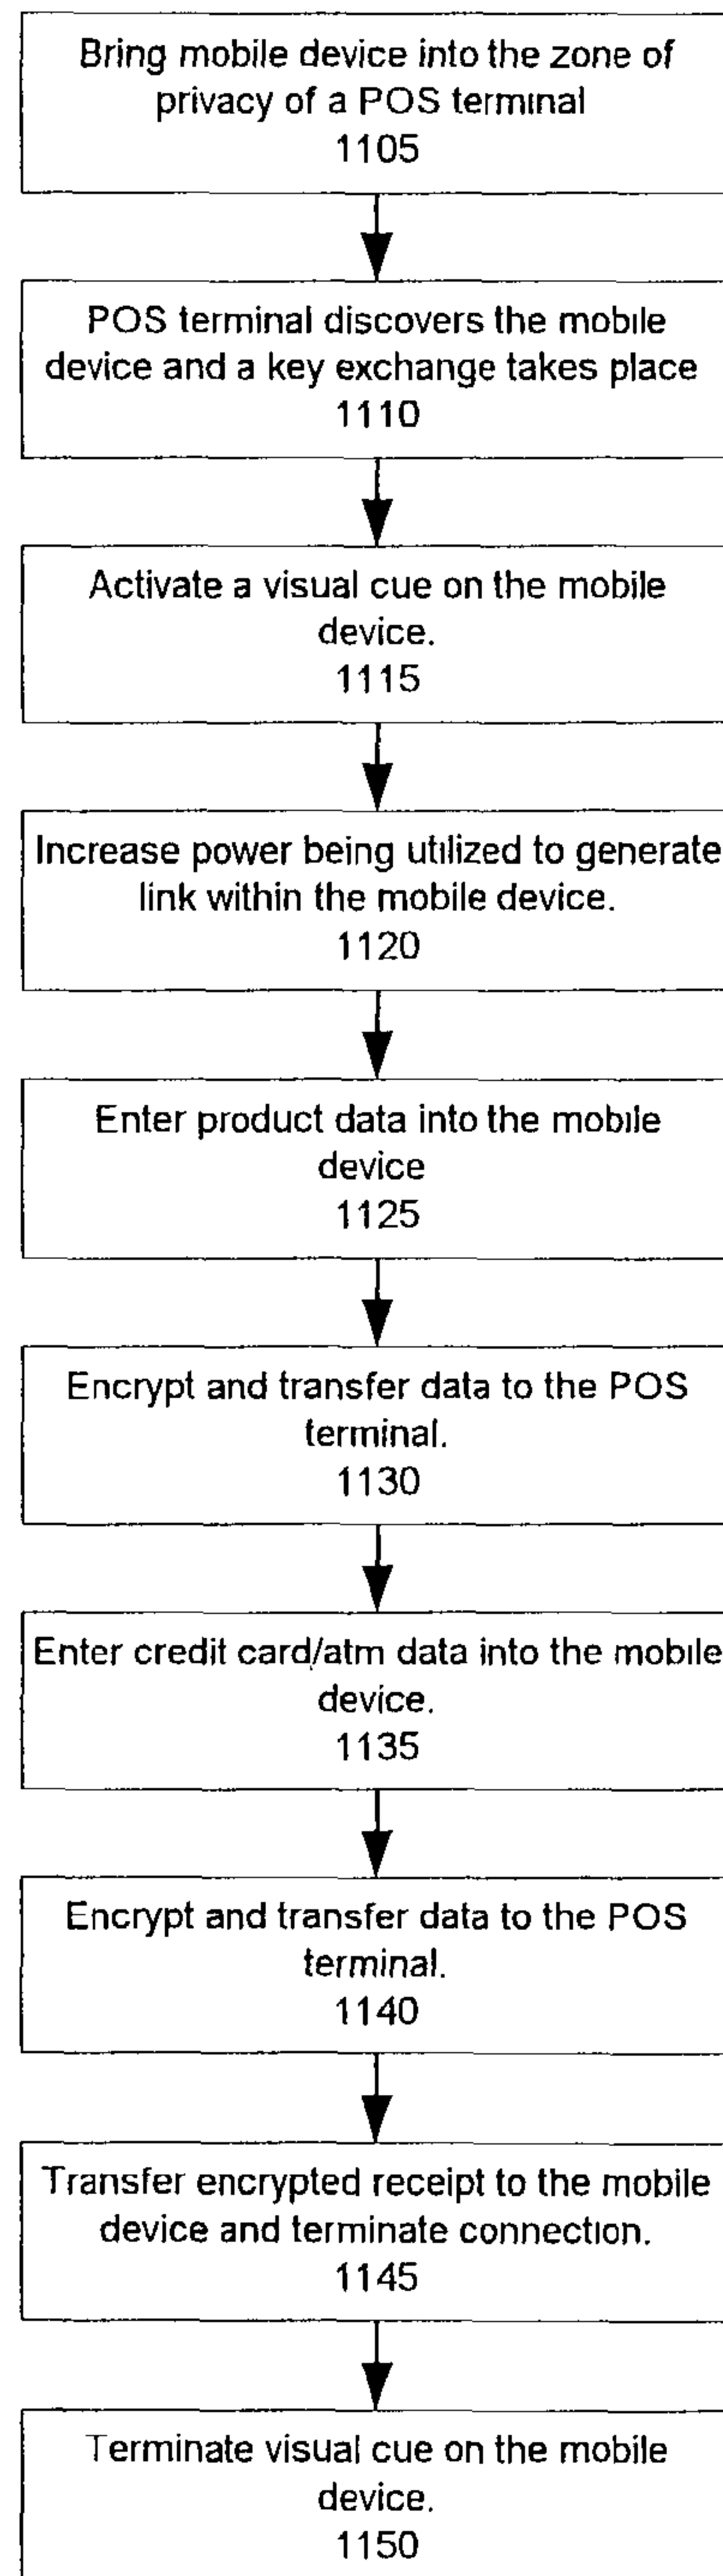 Bring mobile device into the zone of
privacy of a POS terminal
1105
POS terminal discovers the mobile
device and a key exchange takes place
1110
Activate a visual cue on the mobile
device.
1115
Increase power being utilized to generate
link within the mobile device.
1120
Enter product data into the mobile
device
1125
Encrypt and transfer data to the POS
terminal.
1130
Enter credit card/atm data into the mobile
device.
1135
Encrypt and transfer data to the POS
terminal.
1140
Transfer encrypted receipt to the mobile
device and terminate connection.
1145
Terminate visual cue on the mobile
device.
1150